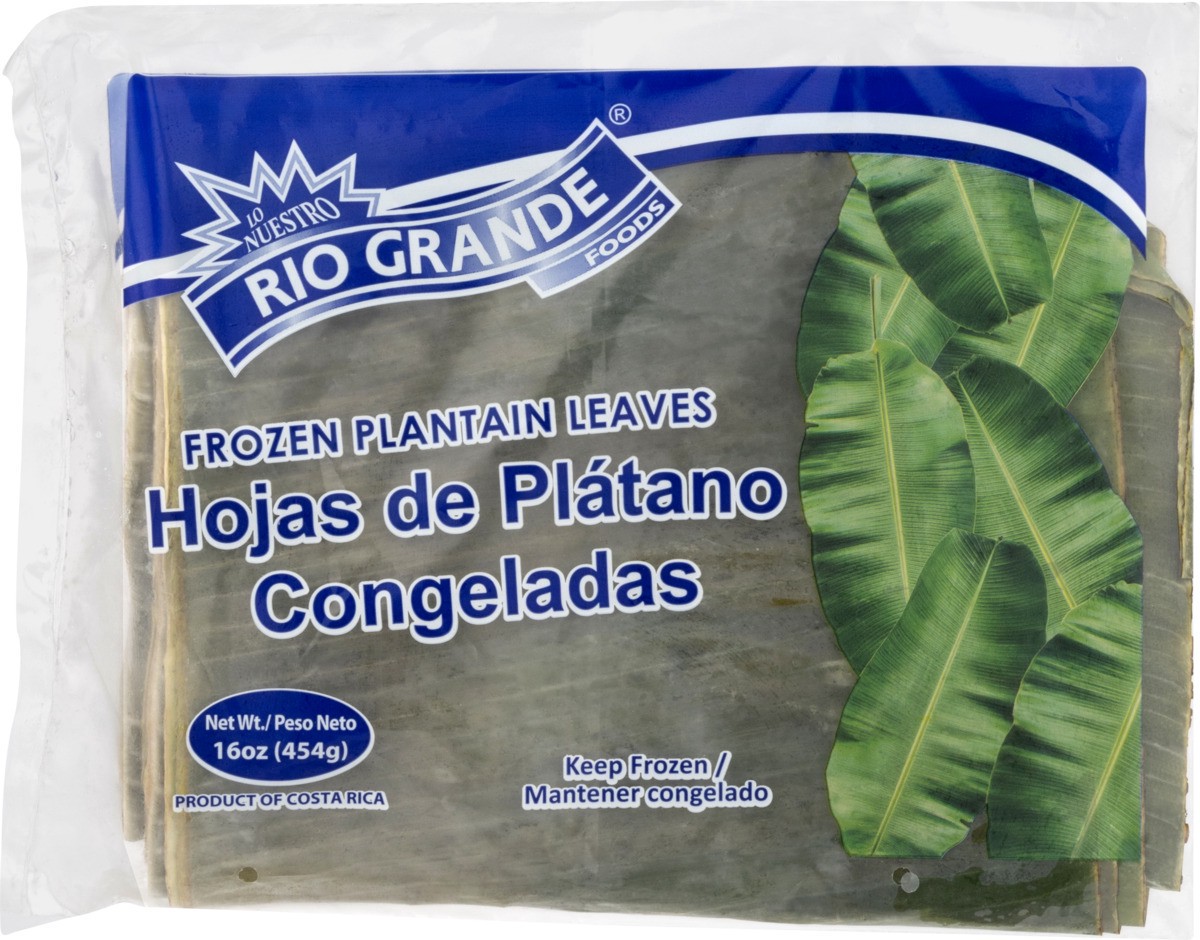 LO
NUESTRO
RIO GRANDE ®
FOODS
FROZEN PLANTAIN LEAVES
Hojas de Plátano
Congeladas
Net Wt./ Peso Neto
16oz (454g)
PRODUCT OF COSTA RICA
Keep Frozen /
Mantener congelado